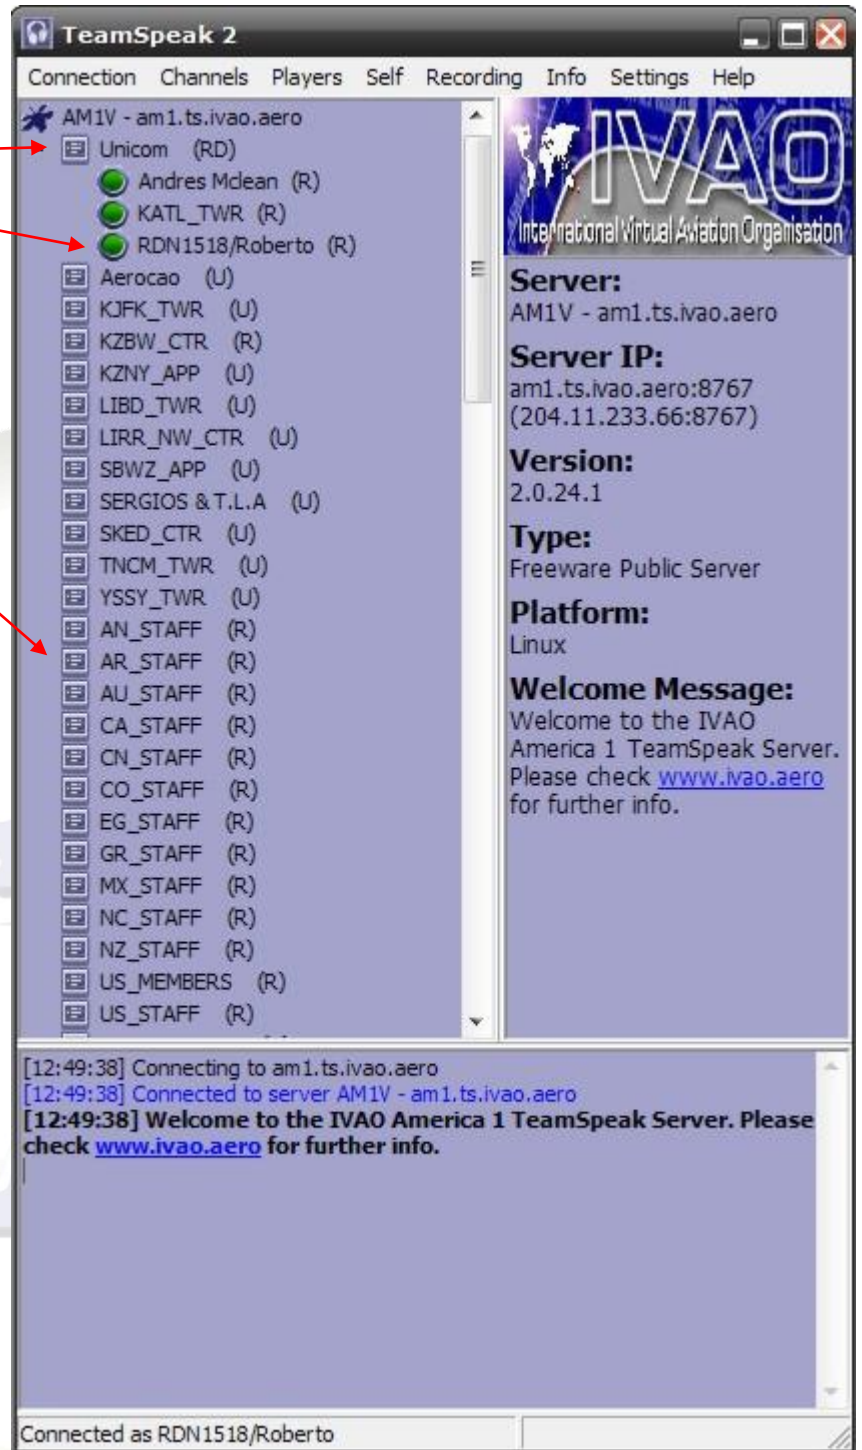 TeamSpeak 2
Connection Channels Players Self Recording Info Settings Help
AM1V - am1.ts.ivao.aero
Unicom (RD)
Andres Mclean (R)
KATL_TWR (R)
RDN1518/Roberto (R)
Aerocao (U)
KJFK_TWR (U)
KZBW_CTR (R)
KZNY_APP (U)
LIBD_TWR (U)
LIRR_NW_CTR (U)
SBWZ_APP (U)
SERGIOS & T.L.A (U)
SKED_CTR (U)
TNCM_TWR (U)
YSSY_TWR (U)
AN_STAFF (R)
AR_STAFF (R)
AU_STAFF (R)
CA_STAFF (R)
CN_STAFF (R)
CO_STAFF (R)
EG_STAFF (R)
GR_STAFF (R)
MX_STAFF (R)
NC_STAFF (R)
NZ_STAFF (R)
US_MEMBERS (R)
US_STAFF (R)
IVAO
International Virtual Aviation Organisation
Server:
AM1V - am1.ts.ivao.aero
Server IP:
am1.ts.ivao.aero:8767
(204.11.233.66:8767)
Version:
2.0.24.1
Type:
Freeware Public Server
Platform:
Linux
Welcome Message:
Welcome to the IVAO
America 1 TeamSpeak Server.
Please check www.ivao.aero
for further info.
[12:49:38] Connecting to am1.ts.ivao.aero
[12:49:38] Connected to server AM1V - am1.ts.ivao.aero
[12:49:38] Welcome to the IVAO America 1 TeamSpeak Server. Please
check www.ivao.aero for further info.
Connected as RDN1518/Roberto